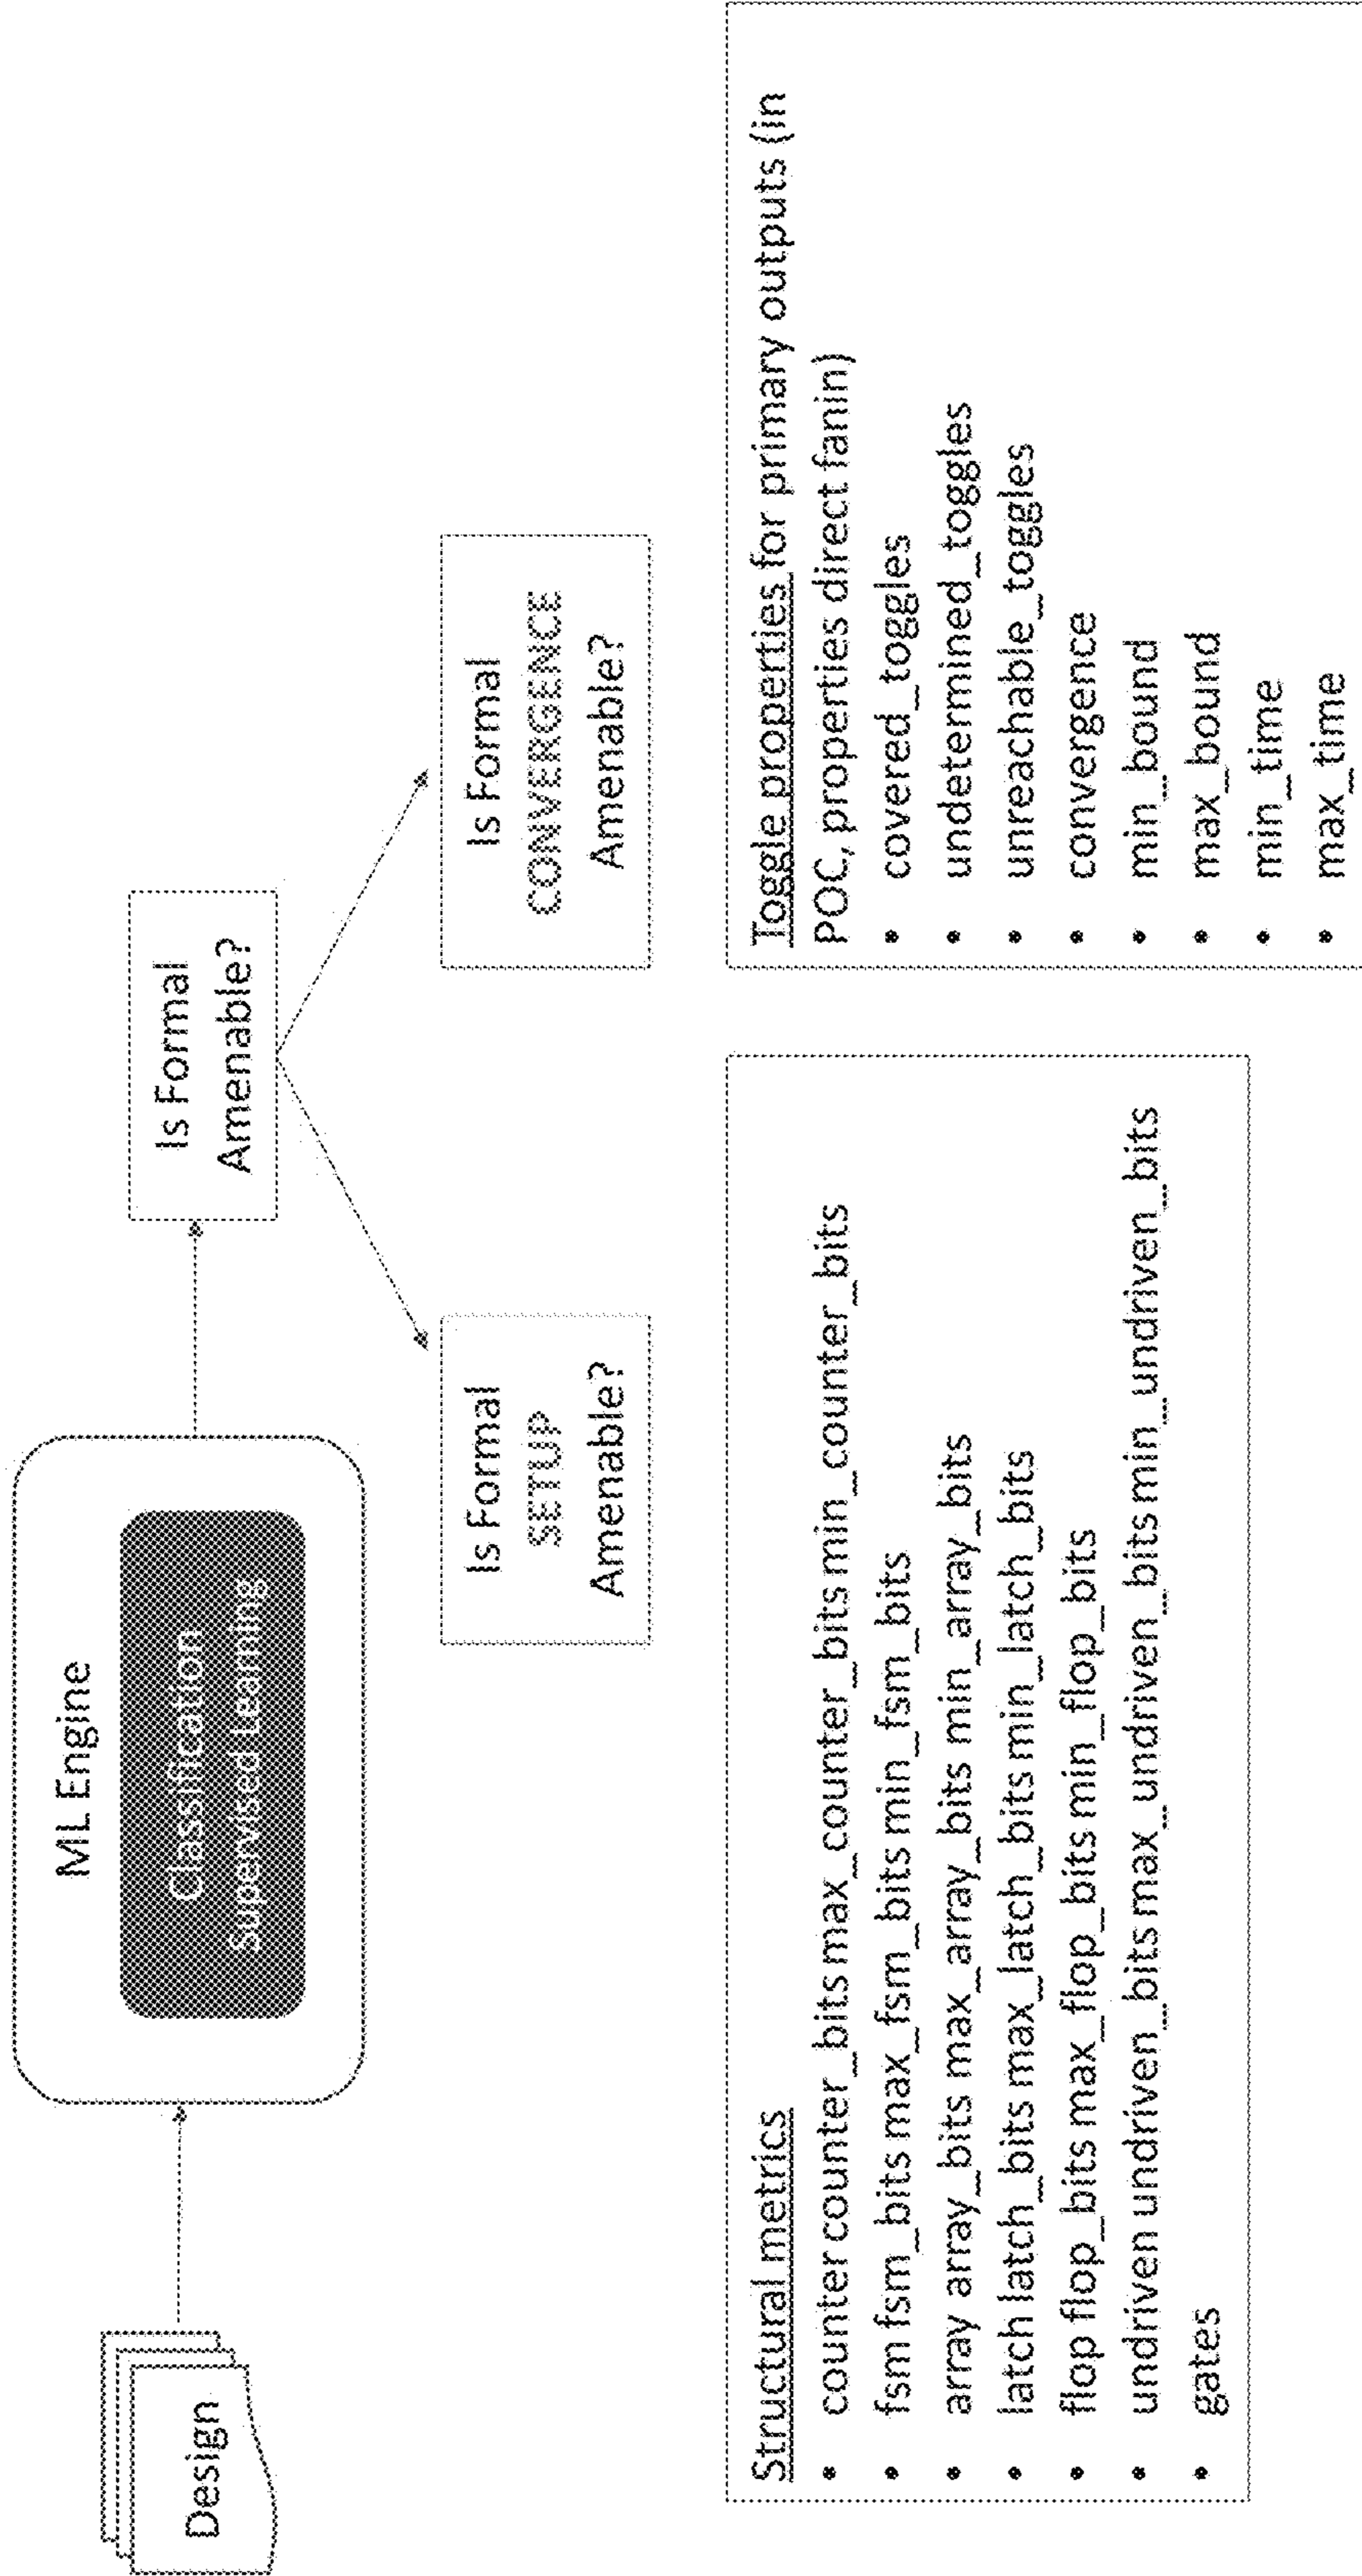 Design
ML Engine
Classification
Supervised Learning
Is Formal
Amenable?
Is Formal
SETUP
Amenable?
Is Formal
CONVERGENCE
Amenable?
Structural metrics
• counter counter_bits max_counter_bits min_counter_bits
• fsm fsm_bits max_fsm_bits min_fsm_bits
• array array_bits max_array_bits min_array_bits
• latch latch_bits max_latch_bits min_latch_bits
• flop flop_bits max_flop_bits min_flop_bits
• undriven undriven_bits max_undriven_bits min_undriven_bits
• gates
Toggle properties for primary outputs (in
POC, properties direct fanin)
• covered_toggles
• undetermined_toggles
• unreachable_toggles
• convergence
• min_bound
• max_bound
• min_time
• max_time